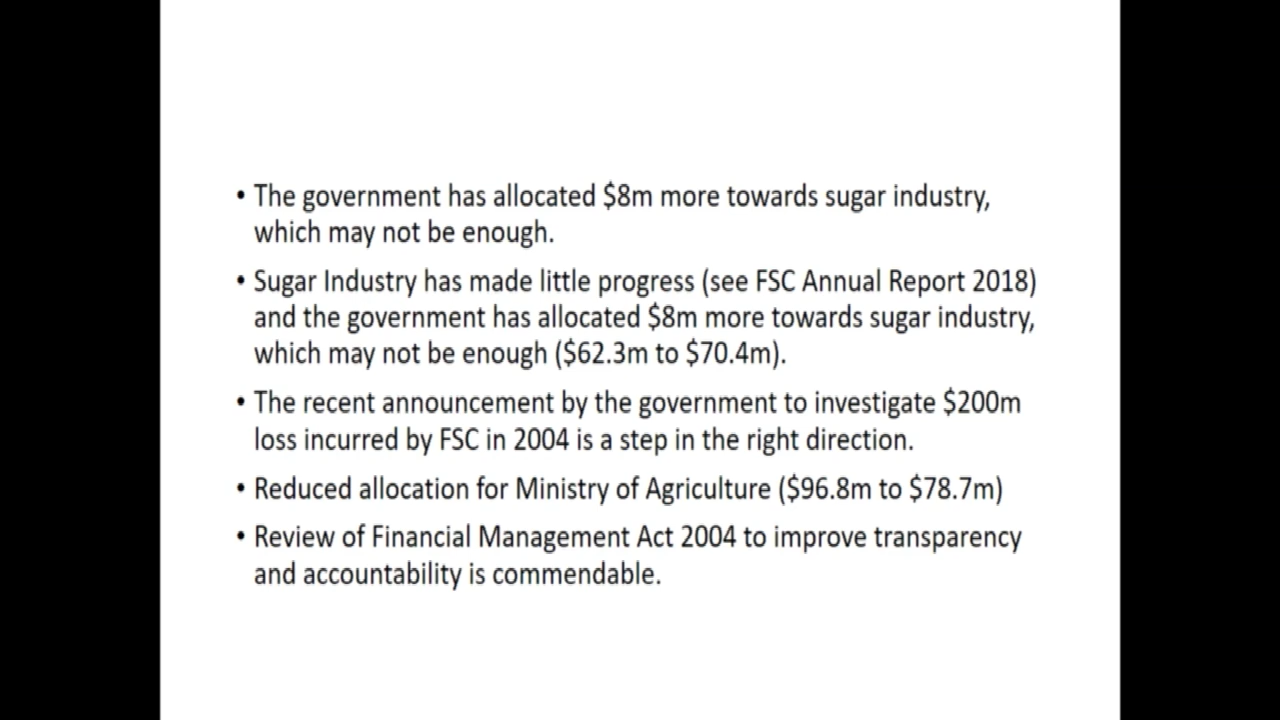 • The government has allocated $8m more towards sugar industry,
which may not be enough.
• Sugar Industry has made little progress (see FSC Annual Report 2018)
and the government has allocated $8m more towards sugar industry,
which may not be enough ($62.3m to $70.4m).
• The recent announcement by the government to investigate $200m
loss incurred by FSC in 2004 is a step in the right direction.
• Reduced allocation for Ministry of Agriculture ($96.8m to $78.7m)
• Review of Financial Management Act 2004 to improve transparency
and accountability is commendable.